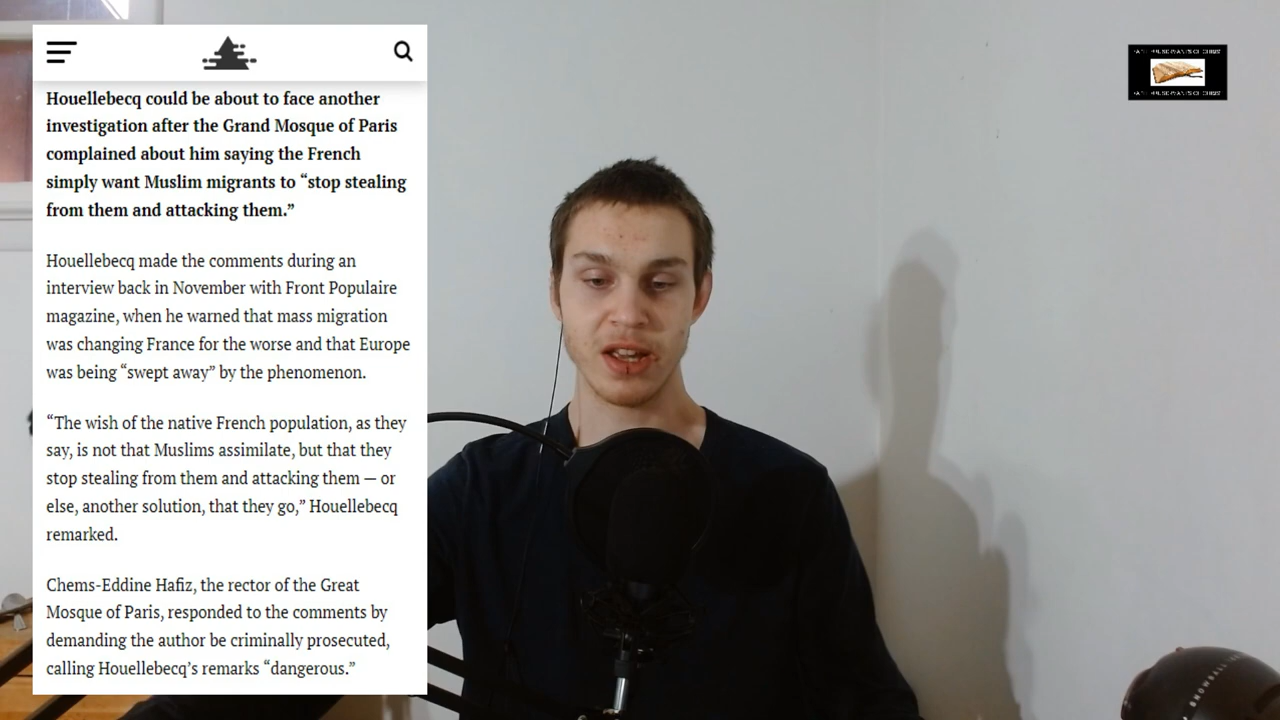 Houellebecq could be about to face another
investigation after the Grand Mosque of Paris
complained about him saying the French
simply want Muslim migrants to “stop stealing
from them and attacking them.”
Houellebecq made the comments during an
interview back in November with Front Populaire
magazine, when he warned that mass migration
was changing France for the worse and that Europe
was being “swept away” by the phenomenon.
“The wish of the native French population, as they
say, is not that Muslims assimilate, but that they
stop stealing from them and attacking them — or
else, another solution, that they go,” Houellebecq
remarked.
Chems-Eddine Hafiz, the rector of the Great
Mosque of Paris, responded to the comments by
demanding the author be criminally prosecuted,
calling Houellebecq’s remarks “dangerous.”